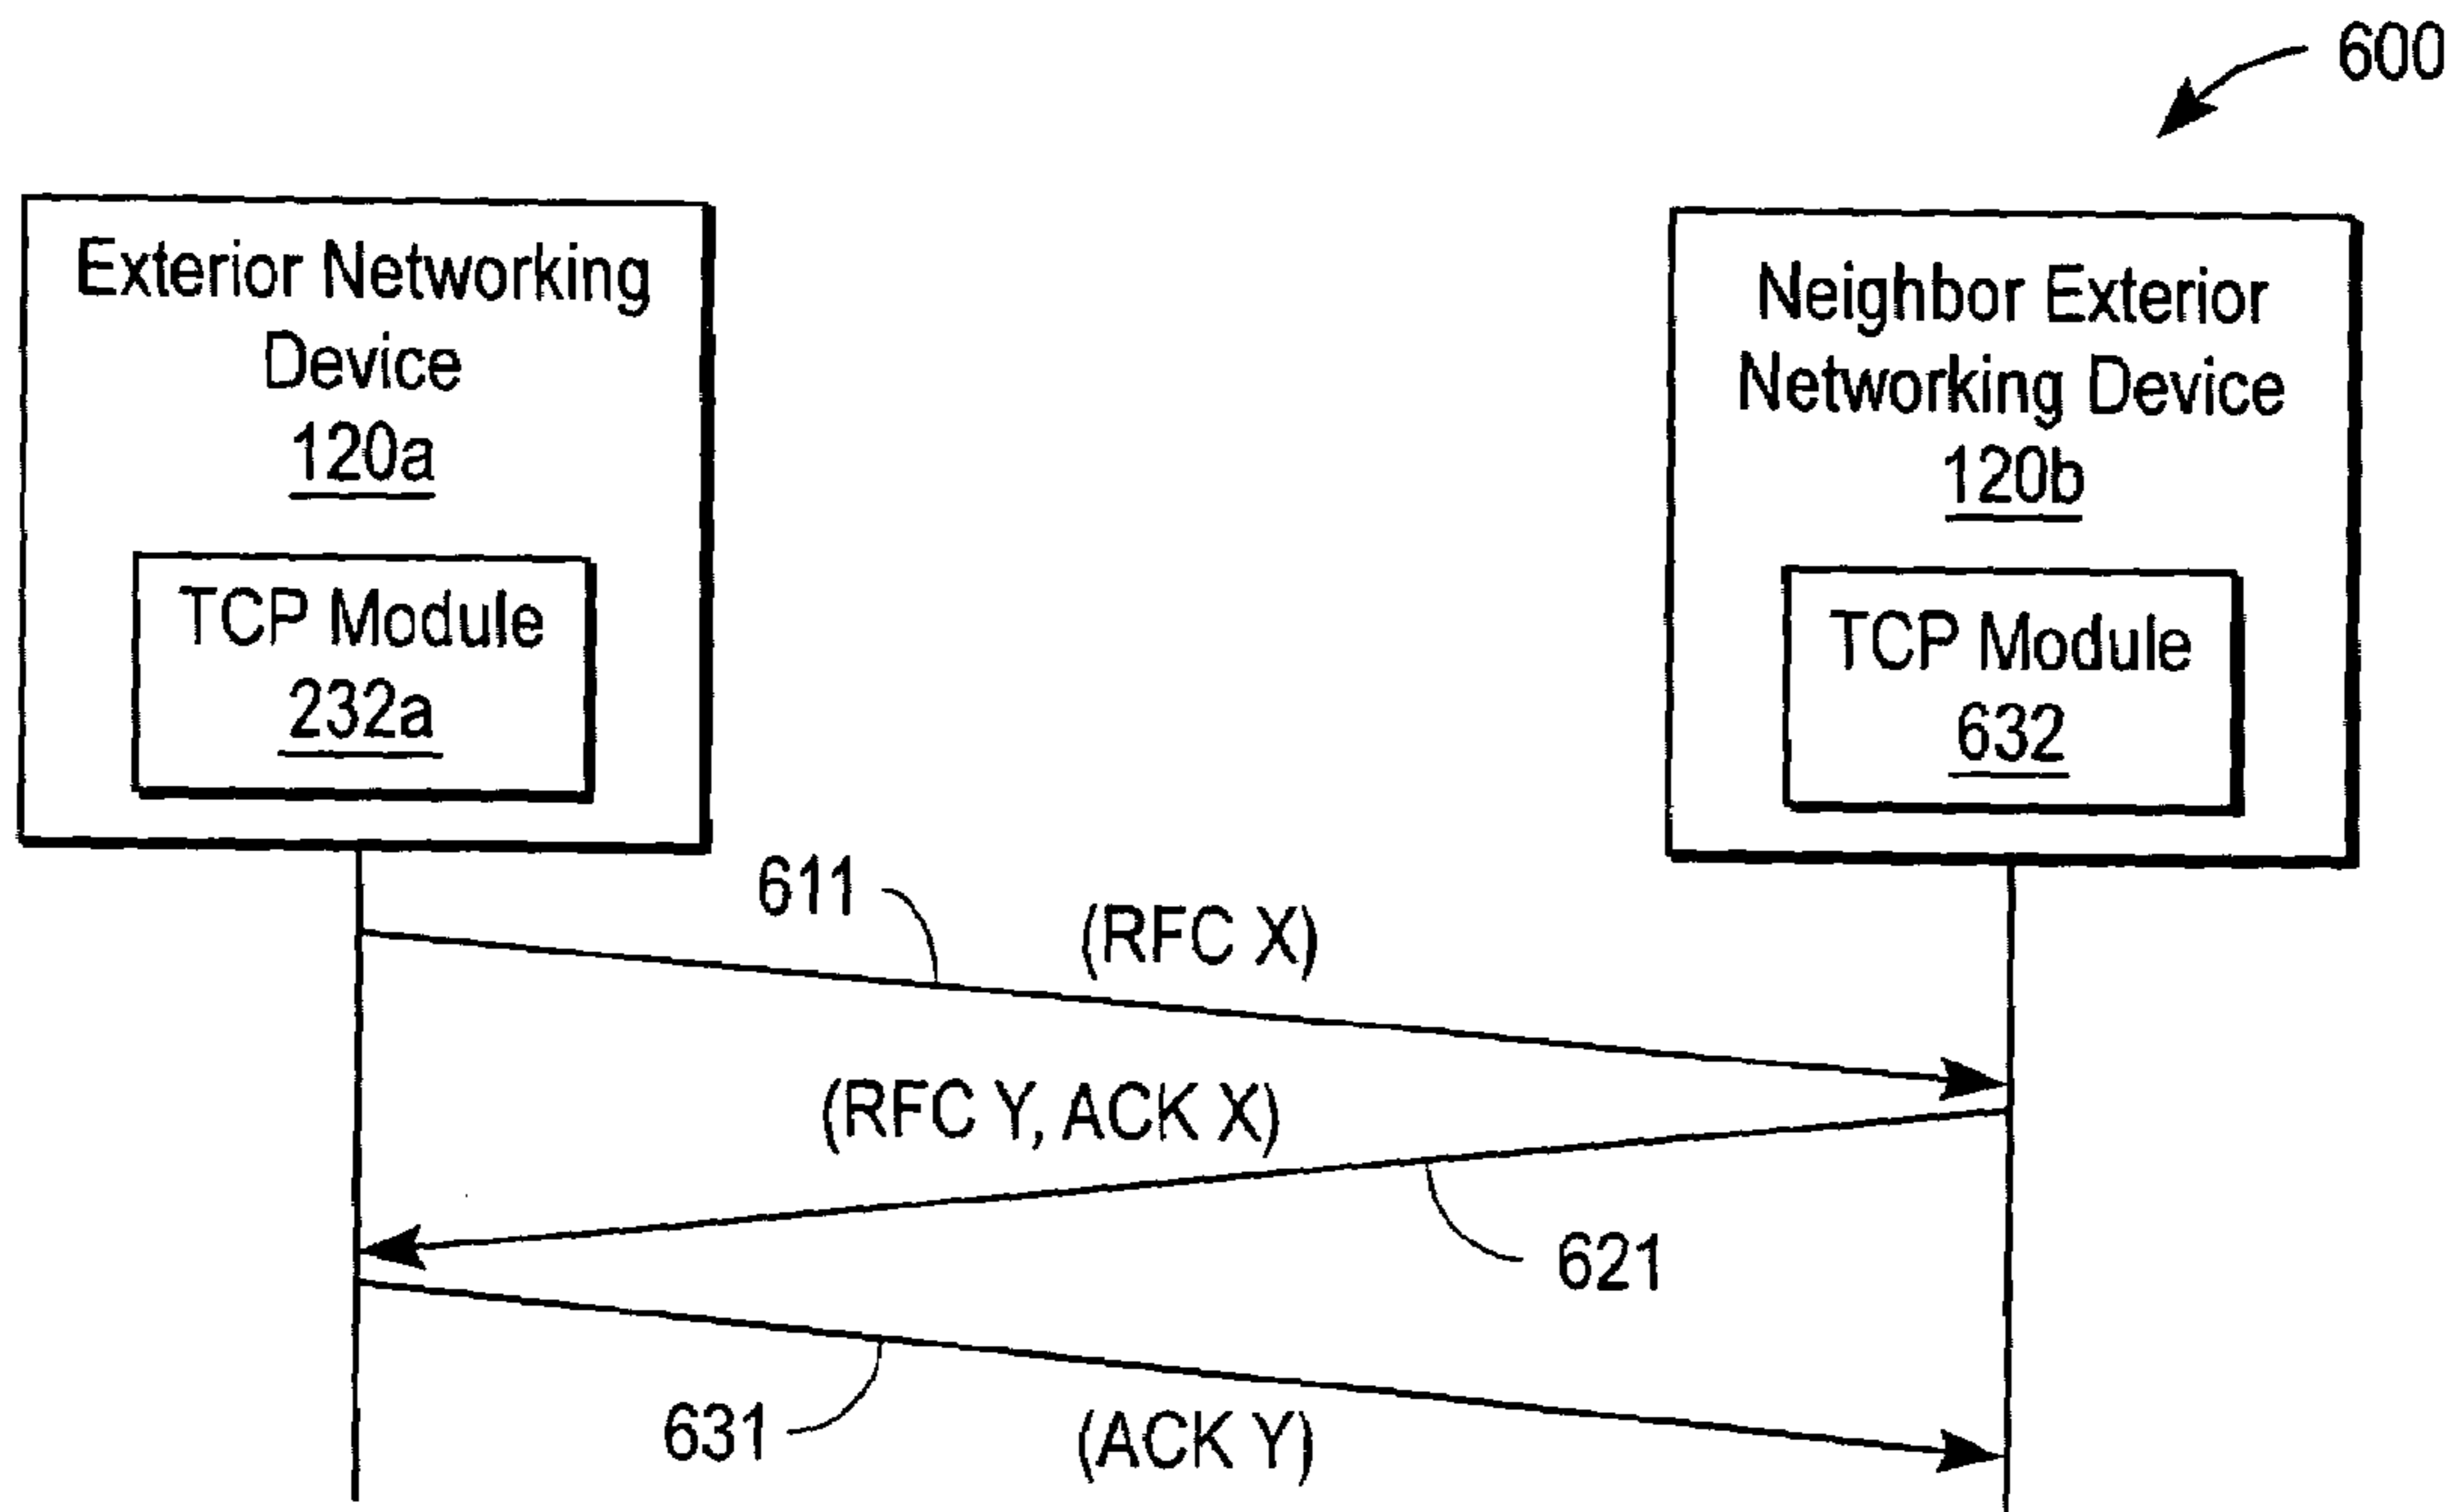 600
Exterior Networking
Device
120a
TCP Module
232a
Neighbor Exterior
Networking Device
120b
TCP Module
632
611
(RFC X)
(RFC Y, ACK X)
621
631
(ACK Y)